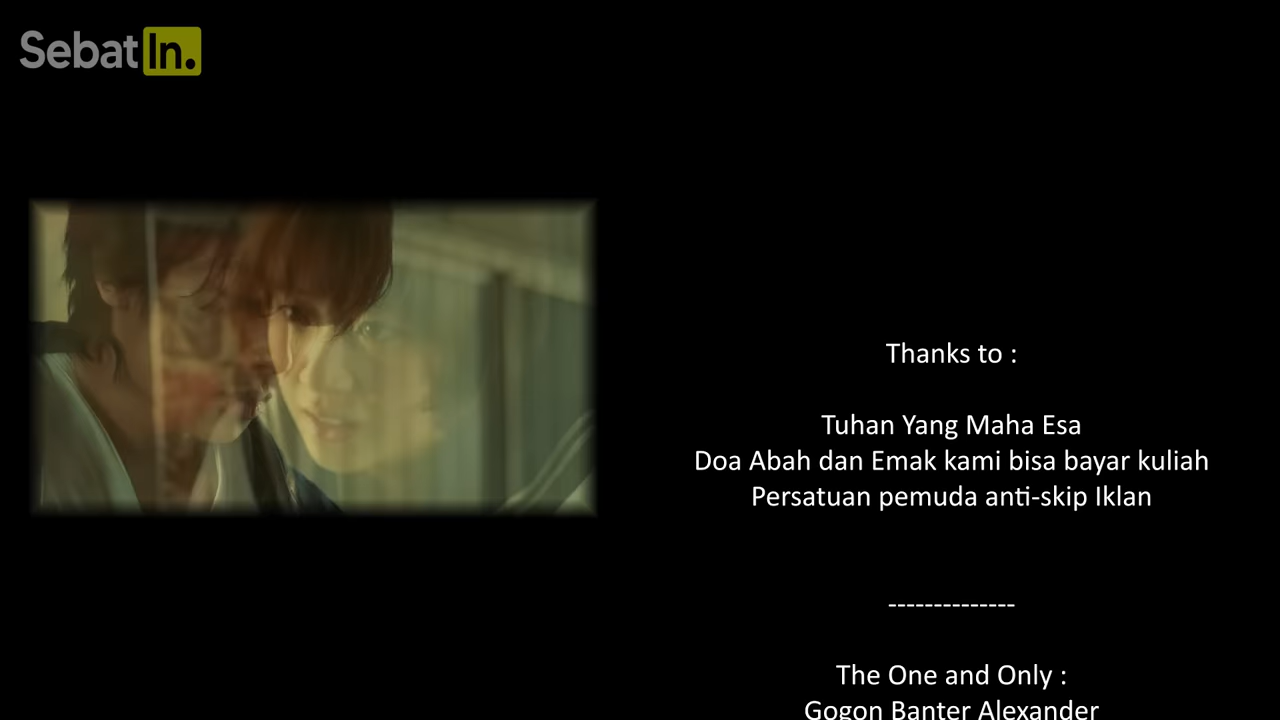 SebatIn.
Thanks to :
Tuhan Yang Maha Esa
Doa Abah dan Emak kami bisa bayar kuliah
Persatuan pemuda anti-skip Iklan
--------------
The One and Only :
Gogon Banter Alexander